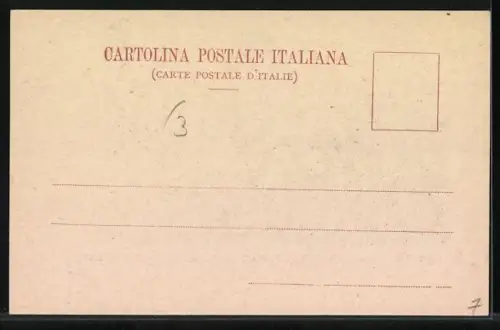 CARTOLINA POSTALE ITALIANA
(CARTE POSTALE D'ITALIE)
3
7